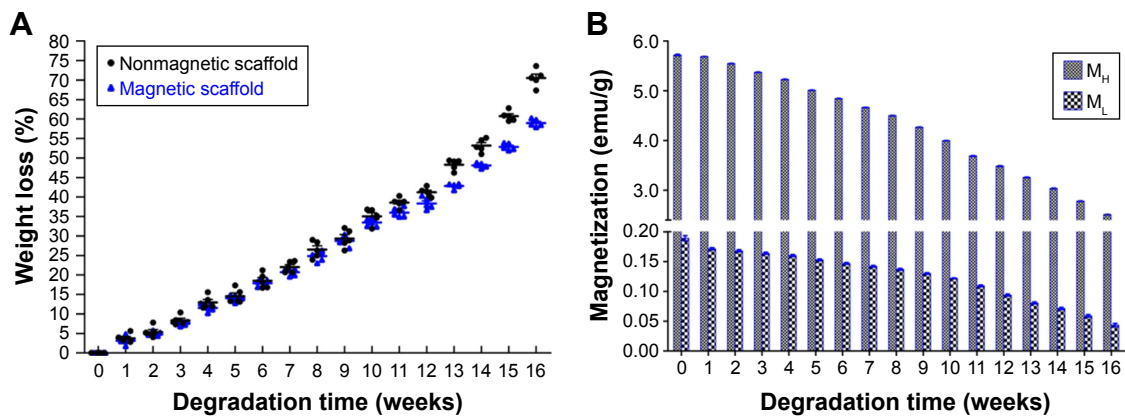 A
80
75
70
65
60
55
50
45
40
35
30
25
20
15
10
5
0
Weight loss (%)
Nonmagnetic scaffold
Magnetic scaffold
0 1 2 3 4 5 6 7 8 9 10 11 12 13 14 15 16
Degradation time (weeks)
B
6.0
5.0
4.0
3.0
0.20
0.15
0.10
0.05
0.00
Magnetization (emu/g)
M_H
M_L
0 1 2 3 4 5 6 7 8 9 10 11 12 13 14 15 16
Degradation time (weeks)